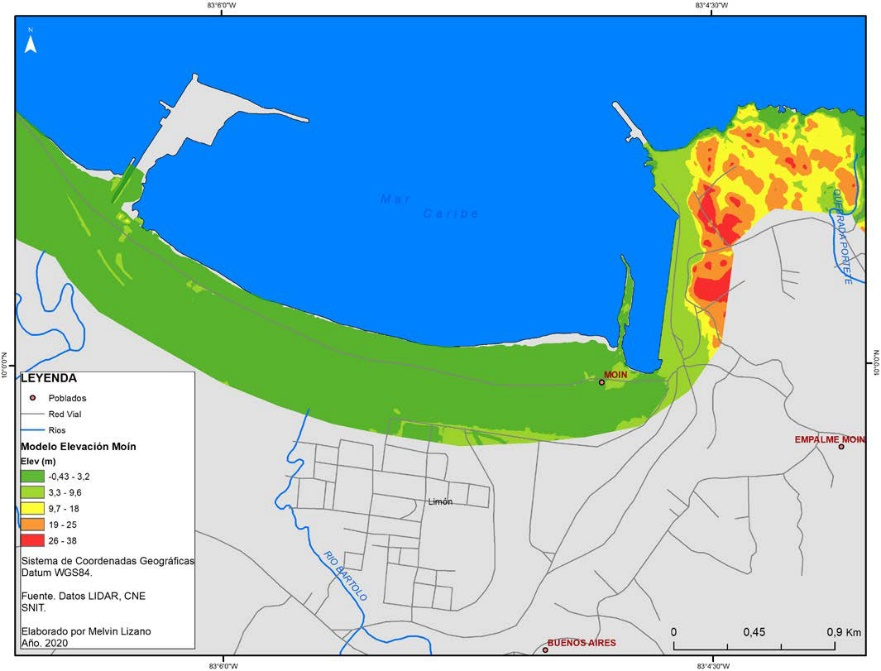 83°6'0"W
83°4'30"W
N
Mar
Caribe
QUEBRADA PORTETE
10°0'0"N
10°0'0"N
MOIN
EMPALME MOIN
Limón
RIO BARTOLO
BUENOS AIRES
LEYENDA
Poblados
Red Vial
Rios
Modelo Elevación Moín
Elev (m)
-0,43 - 3,2
3,3 - 9,6
9,7 - 18
19 - 25
26 - 38
Sistema de Coordenadas Geográficas
Datum WGS84.
Fuente. Datos LIDAR, CNE
SNIT.
Elaborado por Melvin Lizano
Año. 2020
0 0,45 0,9 Km
83°6'0"W
83°4'30"W